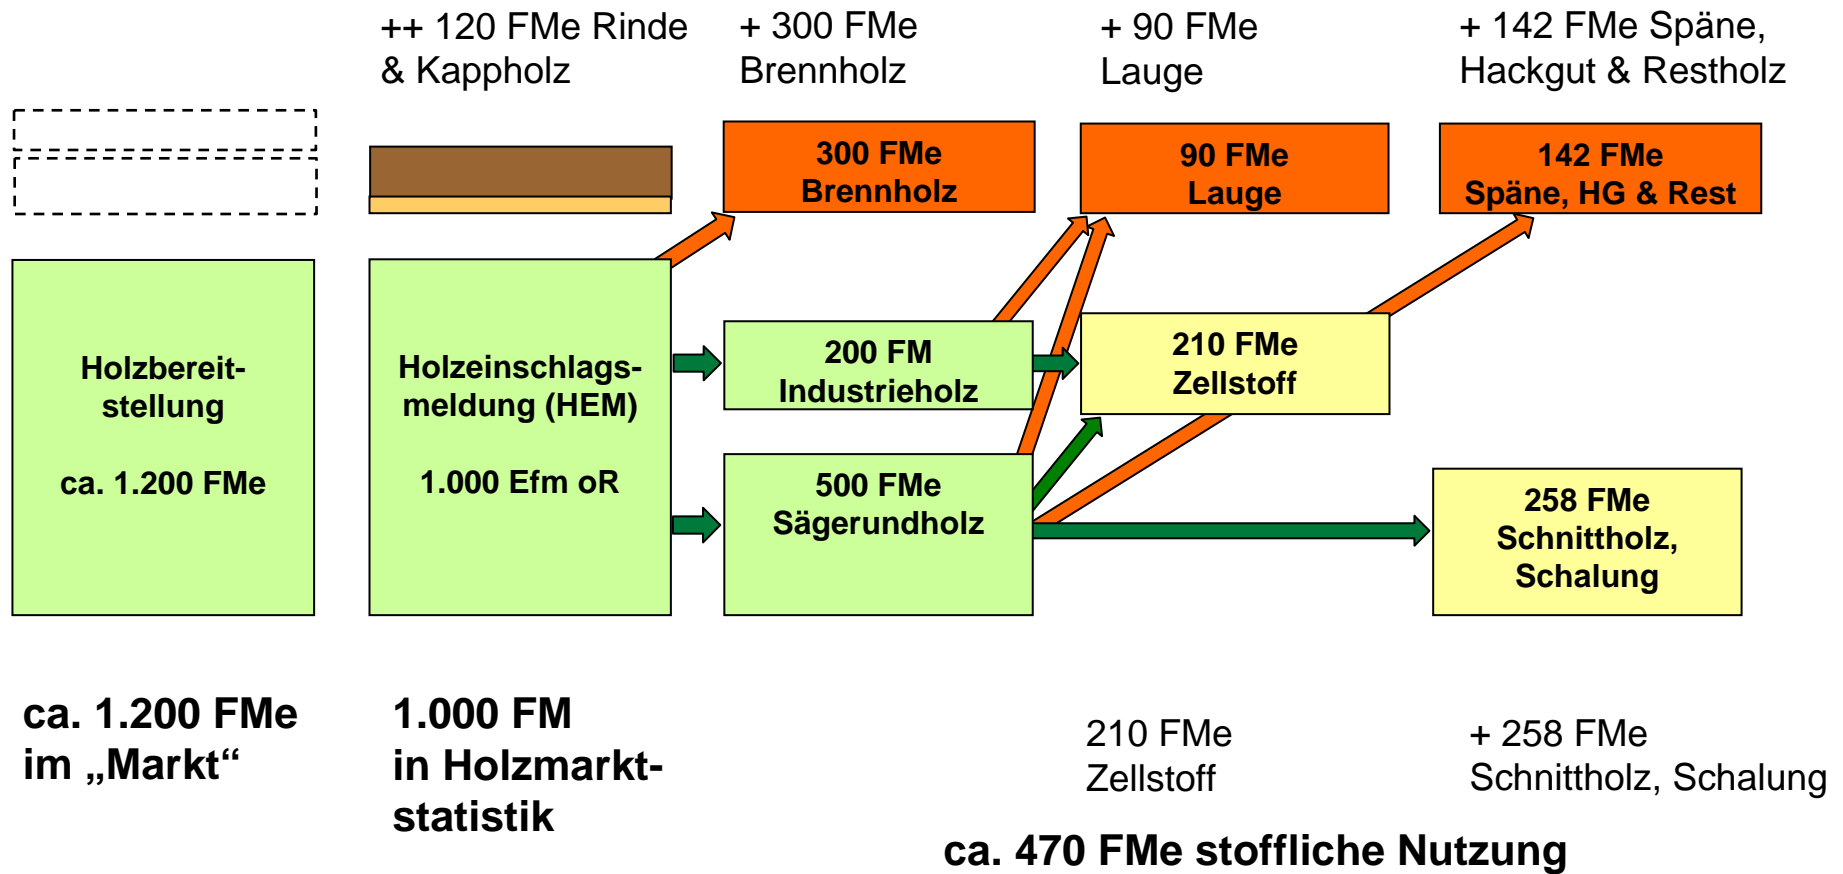 ++ 120 FMe Rinde
& Kappholz
+ 300 FMe
Brennholz
+ 90 FMe
Lauge
+ 142 FMe Späne,
Hackgut & Restholz
300 FMe
Brennholz
90 FMe
Lauge
142 FMe
Späne, HG & Rest
Holzbereit-
stellung
ca. 1.200 FMe
Holzeinschlags-
meldung (HEM)
1.000 Efm oR
200 FM
Industrieholz
210 FMe
Zellstoff
500 FMe
Sägerundholz
258 FMe
Schnittholz,
Schalung
ca. 1.200 FMe
im „Markt“
1.000 FM
in Holzmarkt-
statistik
210 FMe
Zellstoff
+ 258 FMe
Schnittholz, Schalung
ca. 470 FMe stoffliche Nutzung